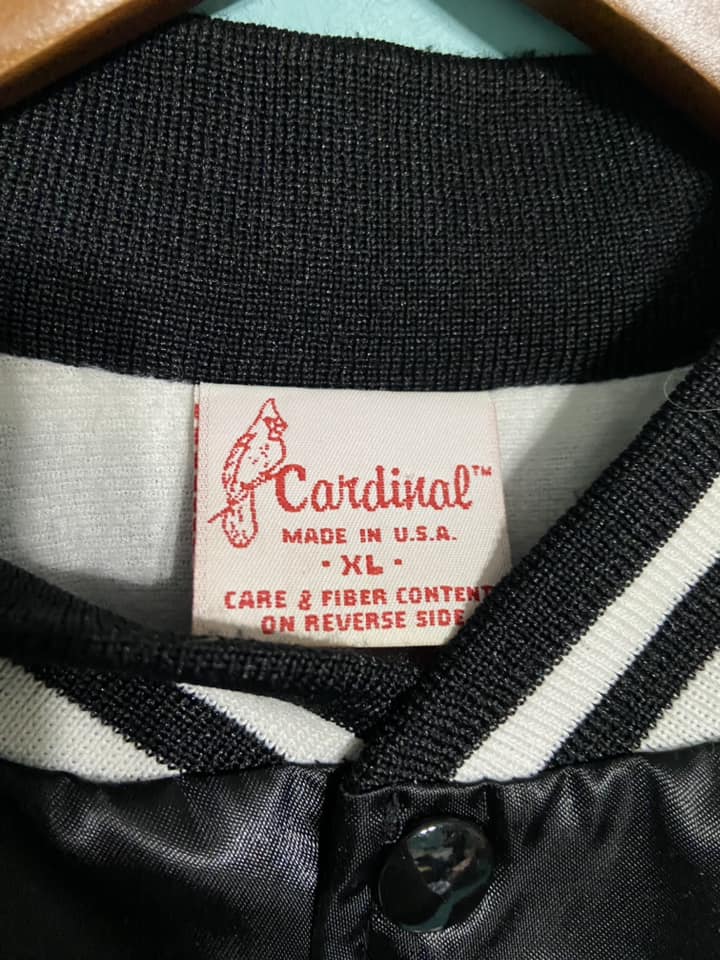 Cardinal™
MADE IN U.S.A.
· XL ·
CARE & FIBER CONTENT
ON REVERSE SIDE